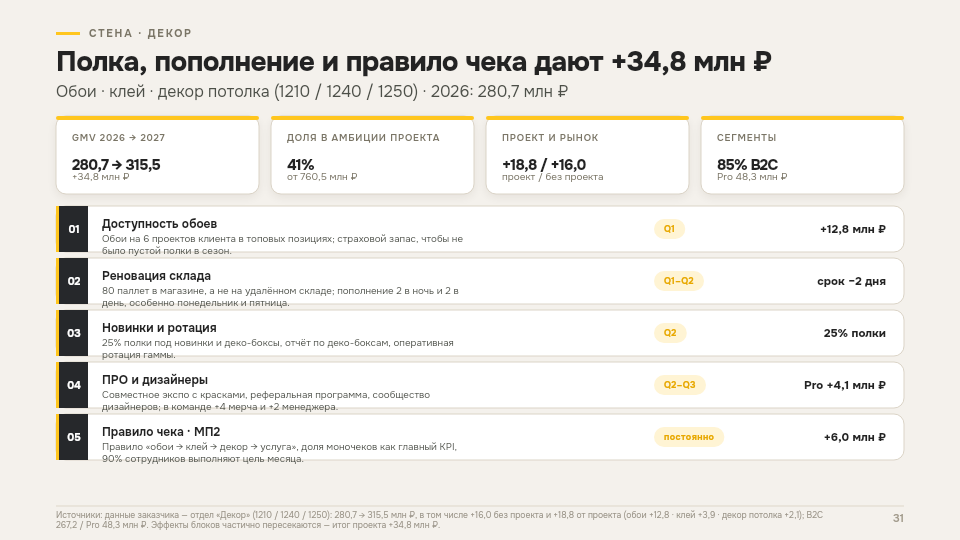 СТЕНА · ДЕКОР
Полка, пополнение и правило чека дают +34,8 млн ₽
Обои · клей · декор потолка (1210 / 1240 / 1250) · 2026: 280,7 млн ₽
GMV 2026 → 2027
280,7 → 315,5
+34,8 млн ₽
ДОЛЯ В АМБИЦИИ ПРОЕКТА
41%
от 760,5 млн ₽
ПРОЕКТ И РЫНОК
+18,8 / +16,0
проект / без проекта
СЕГМЕНТЫ
85% B2C
Pro 48,3 млн ₽
01
Доступность обоев
Обои на 6 проектов клиента в топовых позициях; страховой запас, чтобы не
было пустой полки в сезон.
Q1
+12,8 млн ₽
02
Реновация склада
80 паллет в магазине, а не на удалённом складе; пополнение 2 в ночь и 2 в
день, особенно понедельник и пятница.
Q1–Q2
срок −2 дня
03
Новинки и ротация
25% полки под новинки и деко-боксы, отчёт по деко-боксам, оперативная
ротация гаммы.
Q2
25% полки
04
ПРО и дизайнеры
Совместное экспо с красками, реферальная программа, сообщество
дизайнеров; в команде +4 мерча и +2 менеджера.
Q2–Q3
Pro +4,1 млн ₽
05
Правило чека · МП2
Правило «обои → клей → декор → услуга», доля моночеков как главный KPI,
90% сотрудников выполняют цель месяца.
постоянно
+6,0 млн ₽
Источники: данные заказчика — отдел «Декор» (1210 / 1240 / 1250): 280,7 → 315,5 млн ₽, в том числе +16,0 без проекта и +18,8 от проекта (обои +12,8 · клей +3,9 · декор потолка +2,1); B2C
267,2 / Pro 48,3 млн ₽. Эффекты блоков частично пересекаются — итог проекта +34,8 млн ₽.
31